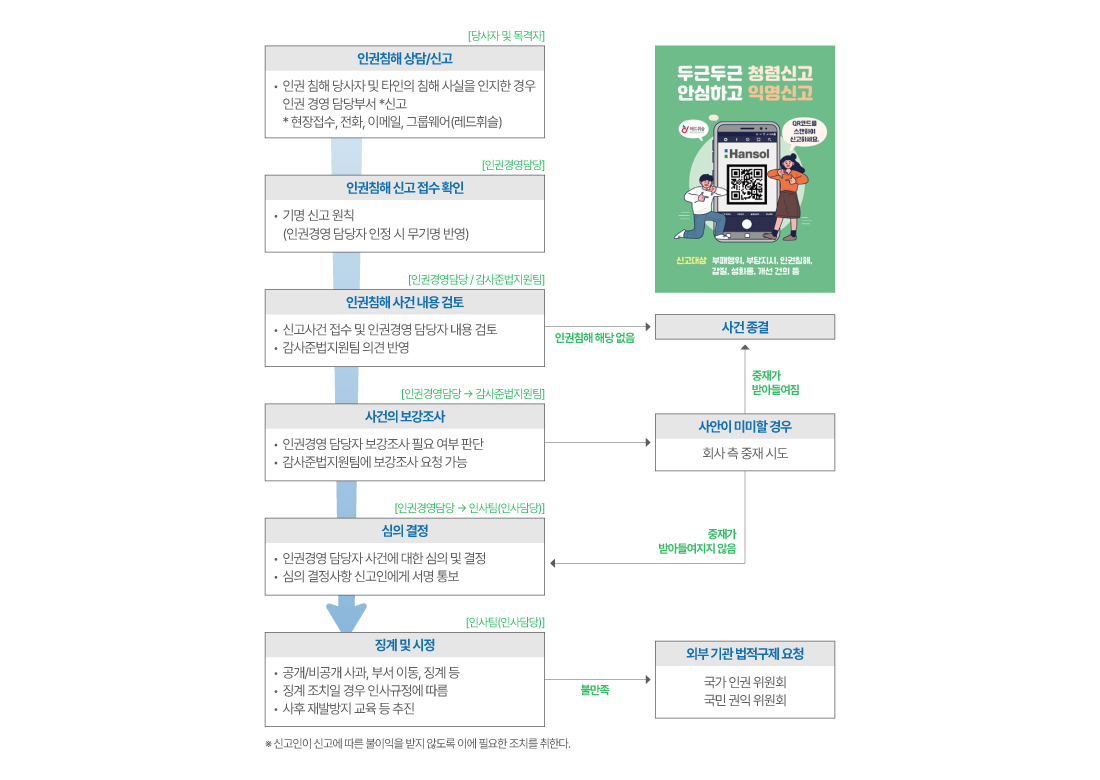 [당사자 및 목격자]
인권침해 상담/신고
• 인권 침해 당사자 및 타인의 침해 사실을 인지한 경우
인권 경영 담당부서 *신고
* 현장접수, 전화, 이메일, 그룹웨어(레드휘슬)
[인권경영담당]
인권침해 신고 접수 확인
• 기명 신고 원칙
(인권경영 담당자 인정 시 무기명 반영)
[인권경영담당 / 감사준법지원팀]
인권침해 사건 내용 검토
• 신고사건 접수 및 인권경영 담당자 내용 검토
• 감사준법지원팀 의견 반영
인권침해 해당 없음
[인권경영담당 → 감사준법지원팀]
사건의 보강조사
• 인권경영 담당자 보강조사 필요 여부 판단
• 감사준법지원팀에 보강조사 요청 가능
[인권경영담당 → 인사팀(인사담당)]
심의 결정
• 인권경영 담당자 사건에 대한 심의 및 결정
• 심의 결정사항 신고인에게 서명 통보
[인사팀(인사담당)]
징계 및 시정
• 공개/비공개 사과, 부서 이동, 징계 등
• 징계 조치일 경우 인사규정에 따름
• 사후 재발방지 교육 등 추진
불만족
두근두근 청렴신고
안심하고 익명신고
레드휘슬
QR코드를
스캔하여
신고하세요.
Hansol
신고대상 부패행위, 부당지시, 인권침해,
갑질, 성희롱, 개선 건의 등
사건 종결
중재가
받아들여짐
사안이 미미할 경우
회사 측 중재 시도
중재가
받아들여지지 않음
외부 기관 법적구제 요청
국가 인권 위원회
국민 권익 위원회
※ 신고인이 신고에 따른 불이익을 받지 않도록 이에 필요한 조치를 취한다.